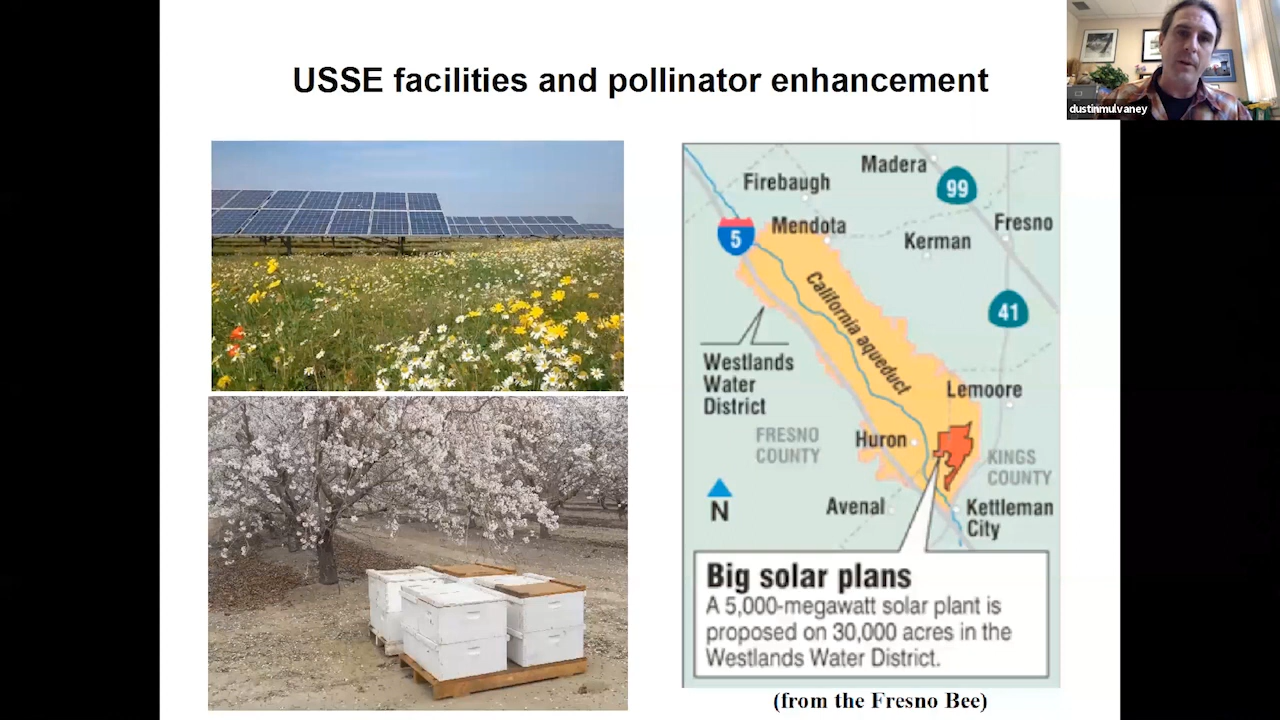 USSE facilities and pollinator enhancement
dustinmulvaney
Madera
Firebaugh
99
Mendota
Fresno
5
Kerman
California aqueduct
41
Westlands
Water
District
Lemoore
FRESNO
COUNTY
Huron
KINGS
COUNTY
N
Avenal
Kettleman
City
Big solar plans
A 5,000-megawatt solar plant is
proposed on 30,000 acres in the
Westlands Water District.
(from the Fresno Bee)